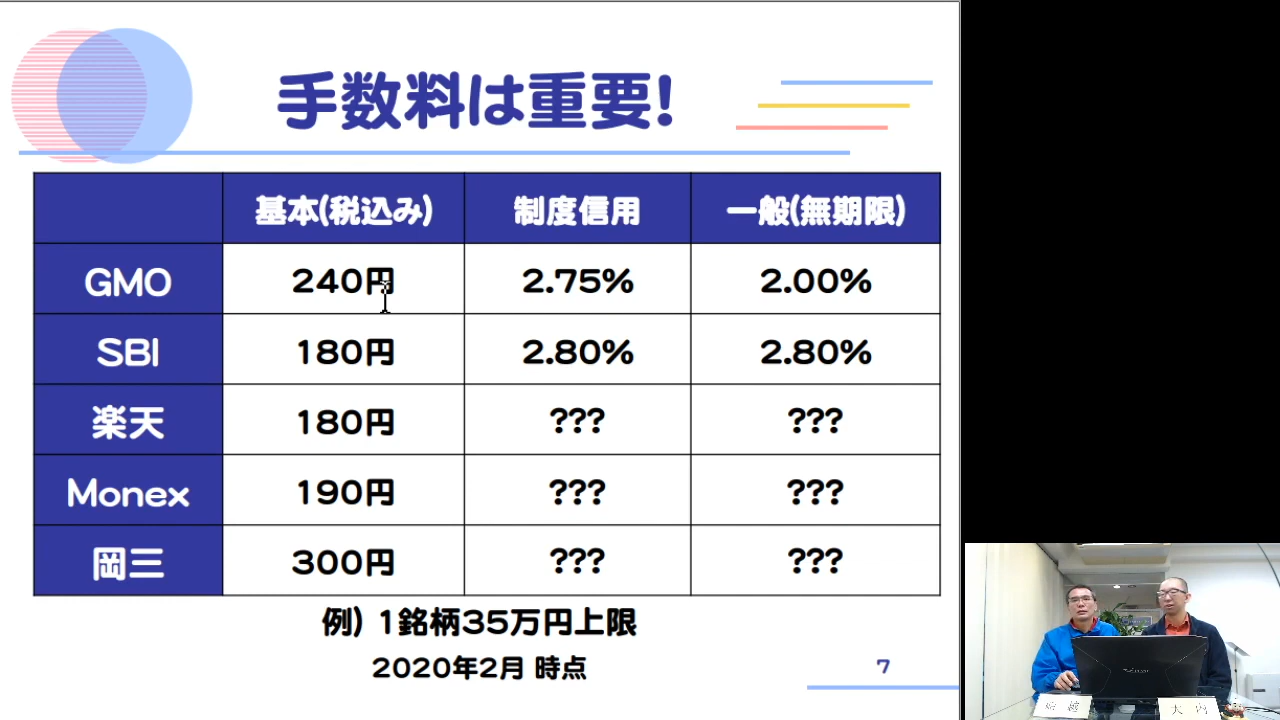 手数料は重要!
基本(税込み) 制度信用 一般(無期限)
GMO 240円 2.75% 2.00%
SBI 180円 2.80% 2.80%
楽天 180円 ??? ???
Monex 190円 ??? ???
岡三 300円 ??? ???
例) 1銘柄35万円上限
2020年2月 時点
7
大 内